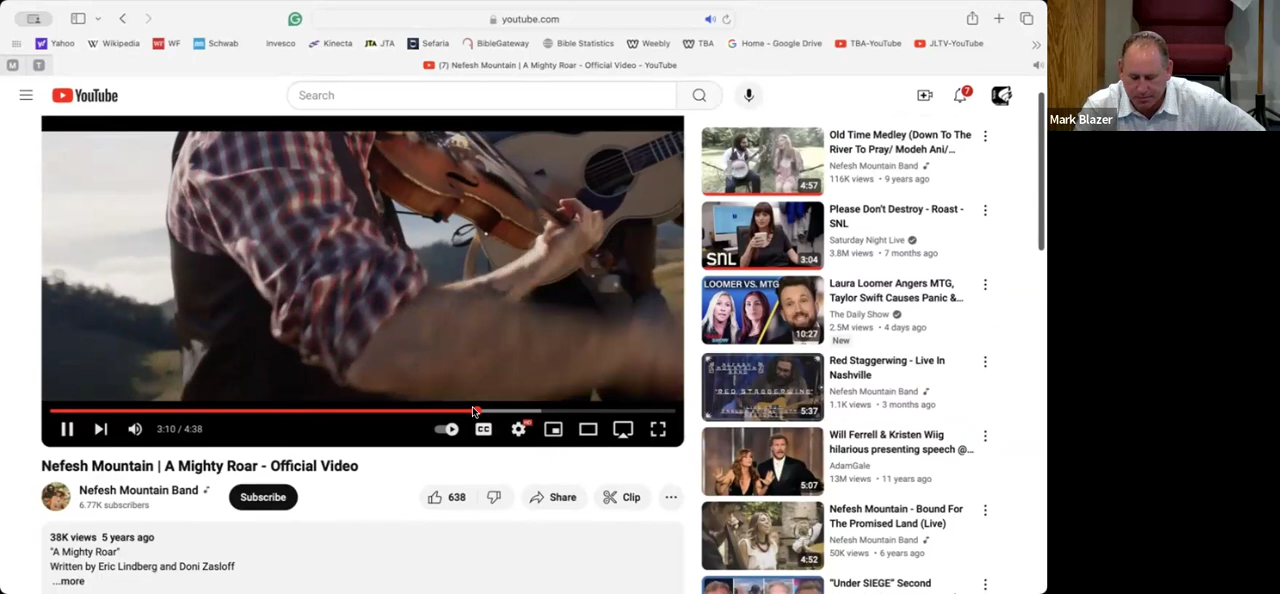 youtube.com
Yahoo
Wikipedia
WF WF
Schwab
Invesco
Kinecta
JTA JTA
Sefaria
BibleGateway
Bible Statistics
Weebly
TBA
Home - Google Drive
TBA-YouTube
JLTV-YouTube
M
T
(7) Nefesh Mountain | A Mighty Roar - Official Video - YouTube
YouTube
Search
7
Mark Blazer
3:10 / 4:38
CC
HD
Nefesh Mountain | A Mighty Roar - Official Video
Nefesh Mountain Band
6.77K subscribers
Subscribe
638
Share
Clip
38K views 5 years ago
"A Mighty Roar"
Written by Eric Lindberg and Doni Zasloff
...more
4:57
Old Time Medley (Down To The
River To Pray/ Modeh Ani/...
Nefesh Mountain Band
116K views • 9 years ago
SNL
3:04
Please Don't Destroy - Roast -
SNL
Saturday Night Live
3.8M views • 7 months ago
LOOMER VS. MTG
10:27
Laura Loomer Angers MTG,
Taylor Swift Causes Panic &...
The Daily Show
2.5M views • 4 days ago
New
"RED STAGGERWING"
5:37
Red Staggerwing - Live In
Nashville
Nefesh Mountain Band
1.1K views • 3 months ago
5:07
Will Ferrell & Kristen Wiig
hilarious presenting speech @...
AdamGale
13M views • 11 years ago
4:52
Nefesh Mountain - Bound For
The Promised Land (Live)
Nefesh Mountain Band
50K views • 6 years ago
"Under SIEGE" Second